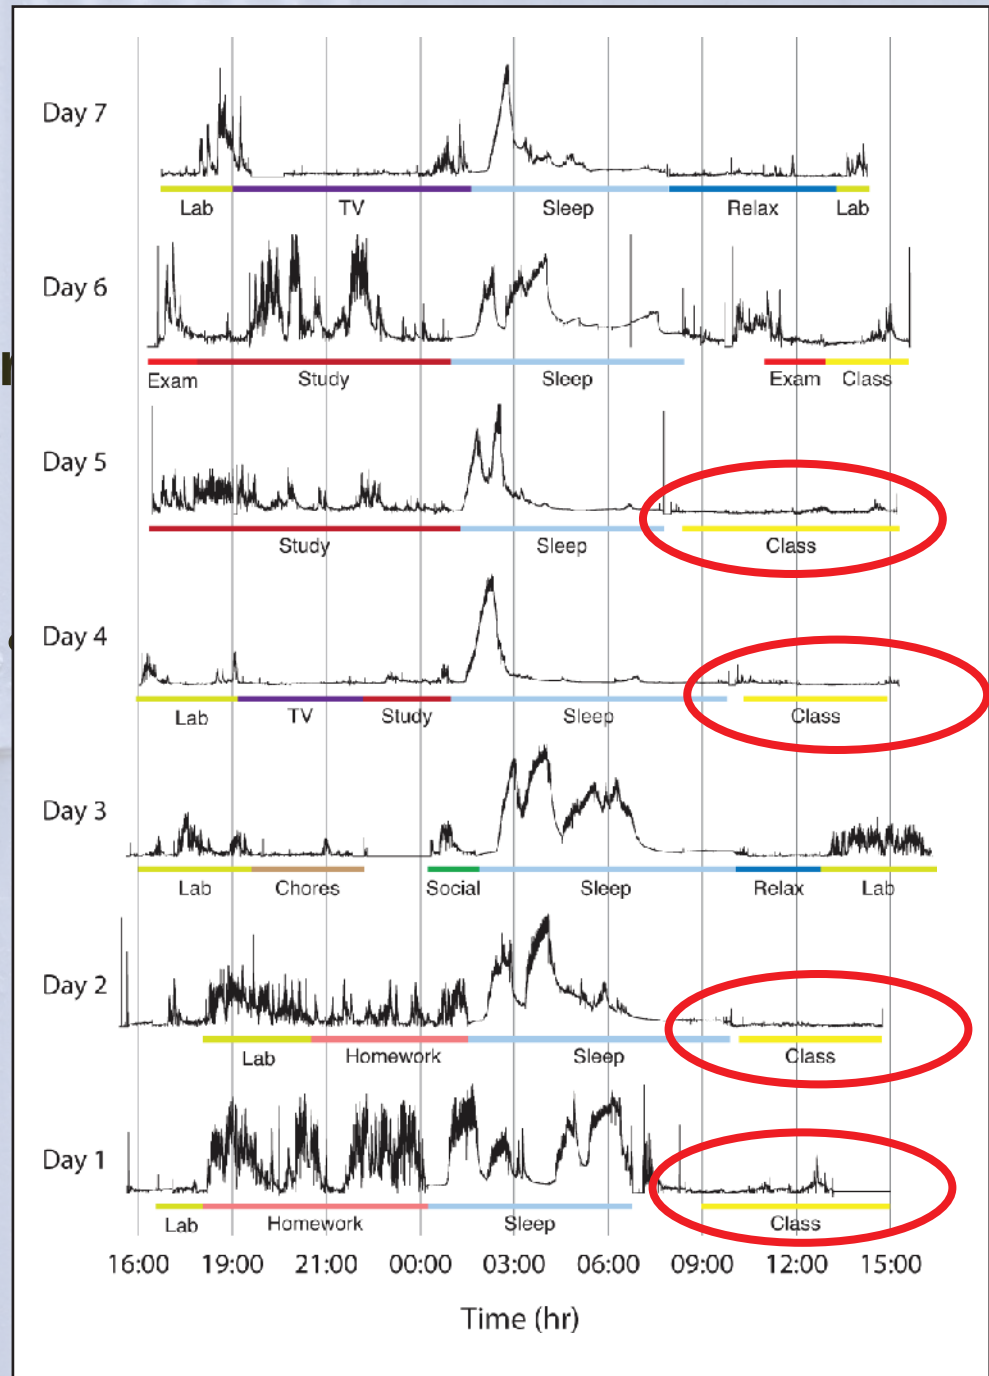 Day 7
Lab TV Sleep Relax Lab
Day 6
Exam Study Sleep Exam Class
Day 5
Study Sleep Class
Day 4
Lab TV Study Sleep Class
Day 3
Lab Chores Social Sleep Relax Lab
Day 2
Lab Homework Sleep Class
Day 1
Lab Homework Sleep Class
16:00 19:00 21:00 00:00 03:00 06:00 09:00 12:00 15:00
Time (hr)